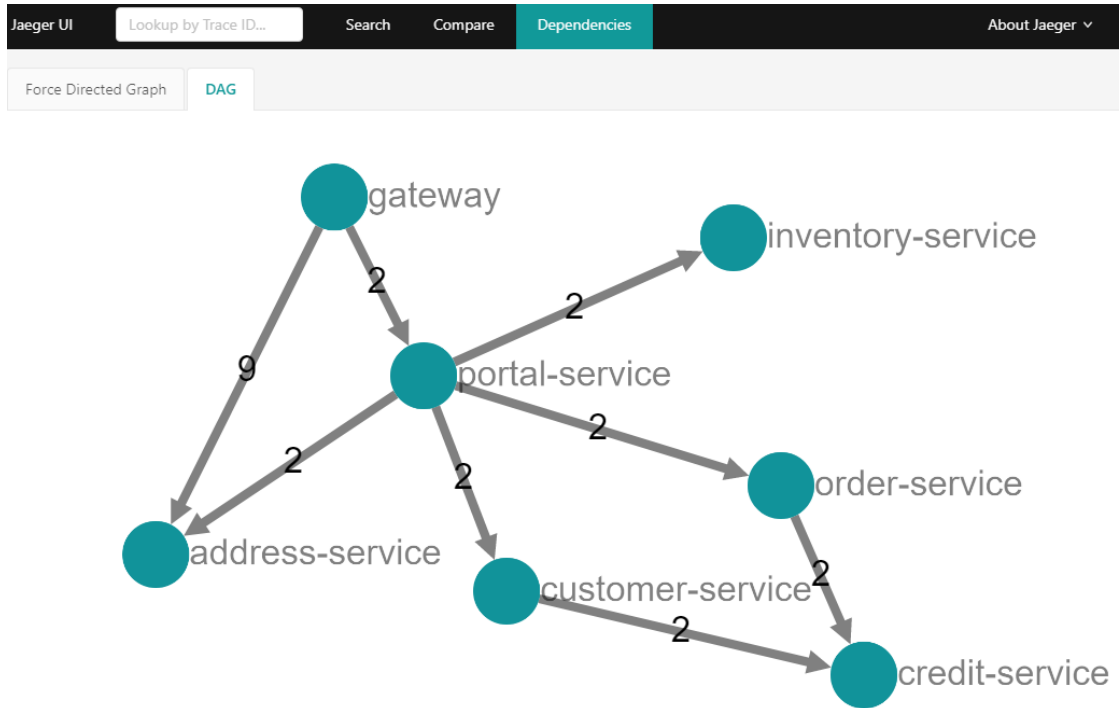 Jaeger UI Lookup by Trace ID... Search Compare Dependencies About Jaeger
Force Directed Graph DAG
gateway
inventory-service
2
2
9
portal-service
2
2
2
order-service
address-service
2
customer-service
2
credit-service